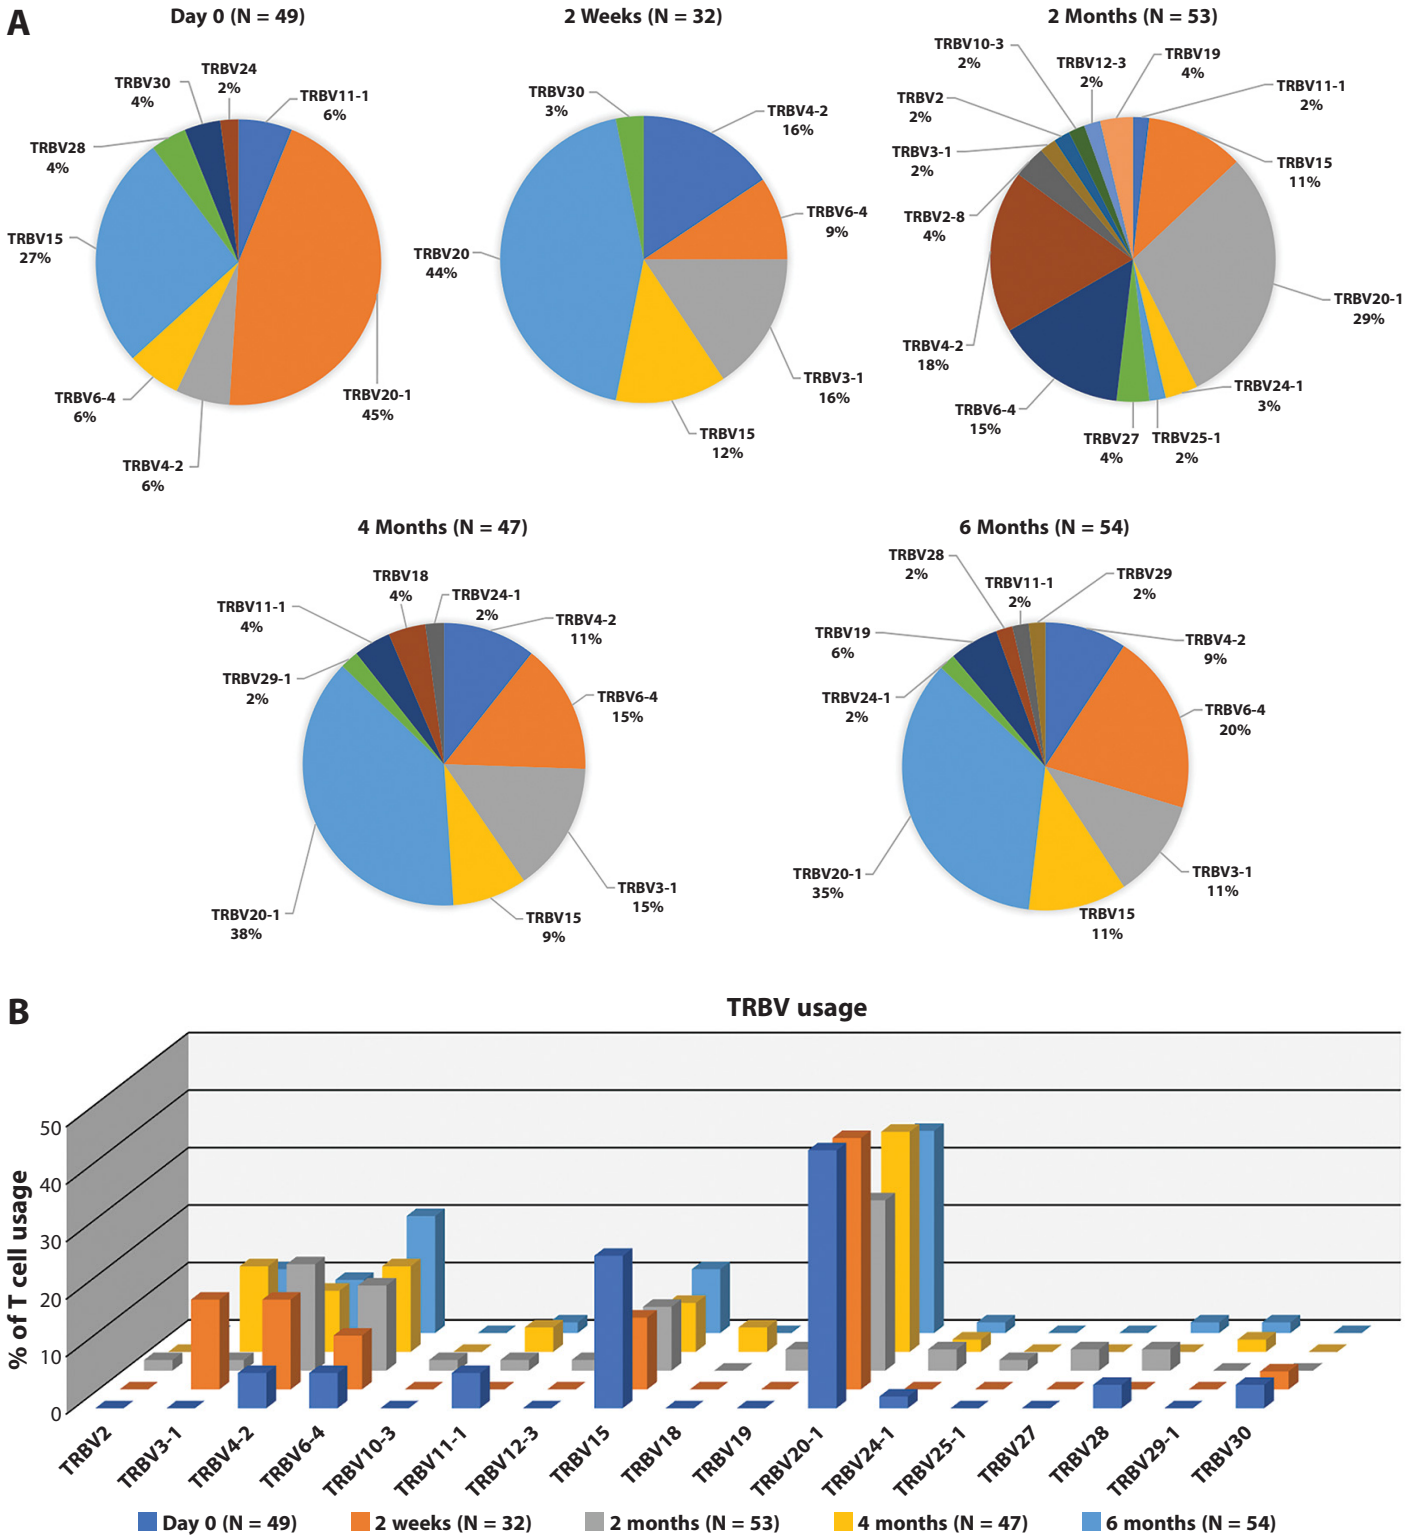 A
Day 0 (N = 49)
TRBV24
2%
TRBV30
4%
TRBV11-1
6%
TRBV28
4%
TRBV15
27%
TRBV6-4
6%
TRBV20-1
45%
TRBV4-2
6%
2 Weeks (N = 32)
TRBV30
3%
TRBV4-2
16%
TRBV6-4
9%
TRBV20
44%
TRBV3-1
16%
TRBV15
12%
2 Months (N = 53)
TRBV10-3
2%
TRBV12-3
2%
TRBV19
4%
TRBV11-1
2%
TRBV2
2%
TRBV3-1
2%
TRBV15
11%
TRBV2-8
4%
TRBV20-1
29%
TRBV4-2
18%
TRBV24-1
3%
TRBV6-4
15%
TRBV27
4%
TRBV25-1
2%
4 Months (N = 47)
TRBV18
4%
TRBV24-1
2%
TRBV11-1
4%
TRBV4-2
11%
TRBV29-1
2%
TRBV6-4
15%
TRBV3-1
15%
TRBV20-1
38%
TRBV15
9%
6 Months (N = 54)
TRBV28
2%
TRBV11-1
2%
TRBV29
2%
TRBV19
6%
TRBV4-2
9%
TRBV24-1
2%
TRBV6-4
20%
TRBV20-1
35%
TRBV3-1
11%
TRBV15
11%
B
TRBV usage
% of T cell usage
50
40
30
20
10
0
TRBV2
TRBV3-1
TRBV4-2
TRBV6-4
TRBV10-3
TRBV11-1
TRBV12-3
TRBV15
TRBV18
TRBV19
TRBV20-1
TRBV24-1
TRBV25-1
TRBV27
TRBV28
TRBV29-1
TRBV30
Day 0 (N = 49)
2 weeks (N = 32)
2 months (N = 53)
4 months (N = 47)
6 months (N = 54)